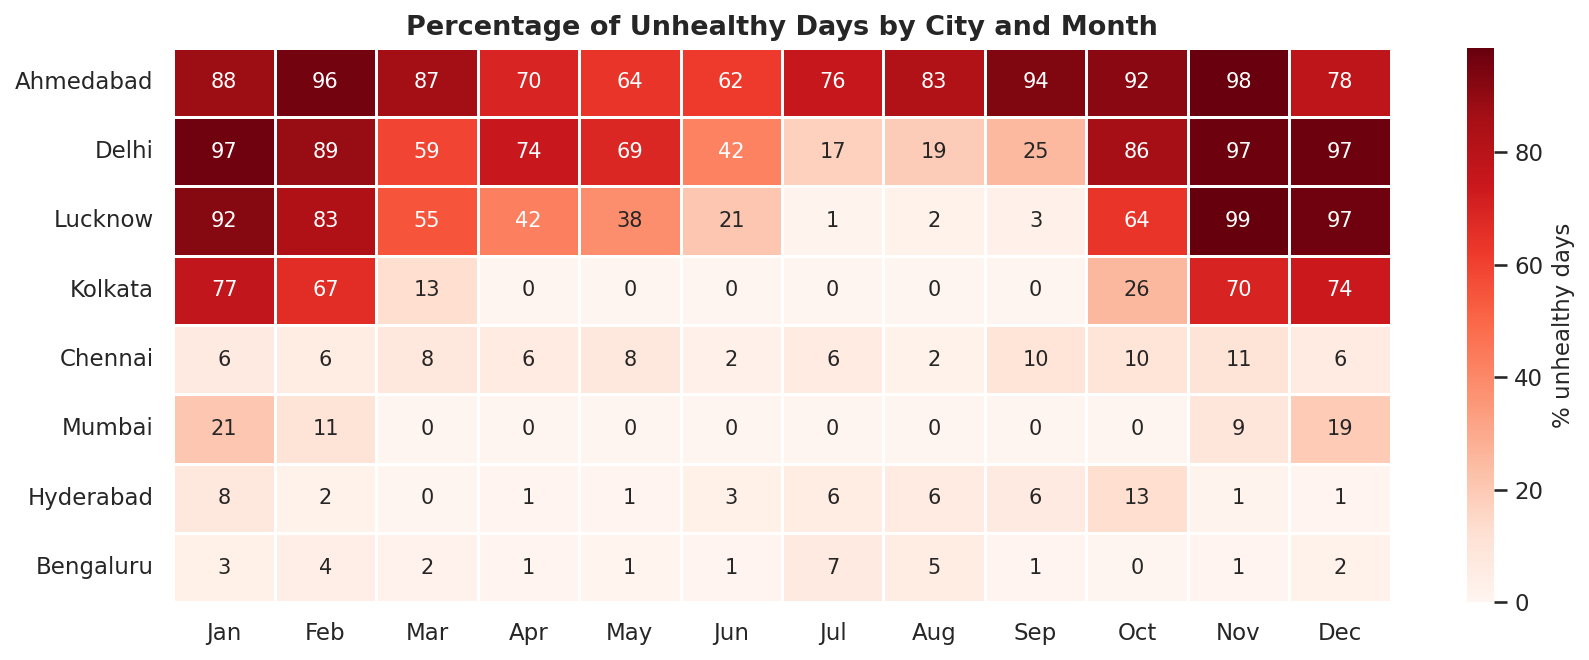 Percentage of Unhealthy Days by City and Month
Ahmedabad 88 96 87 70 64 62 76 83 94 92 98 78
Delhi 97 89 59 74 69 42 17 19 25 86 97 97
Lucknow 92 83 55 42 38 21 1 2 3 64 99 97
Kolkata 77 67 13 0 0 0 0 0 0 26 70 74
Chennai 6 6 8 6 8 2 6 2 10 10 11 6
Mumbai 21 11 0 0 0 0 0 0 0 0 9 19
Hyderabad 8 2 0 1 1 3 6 6 6 13 1 1
Bengaluru 3 4 2 1 1 1 7 5 1 0 1 2
Jan Feb Mar Apr May Jun Jul Aug Sep Oct Nov Dec
80
60
40
20
0
% unhealthy days